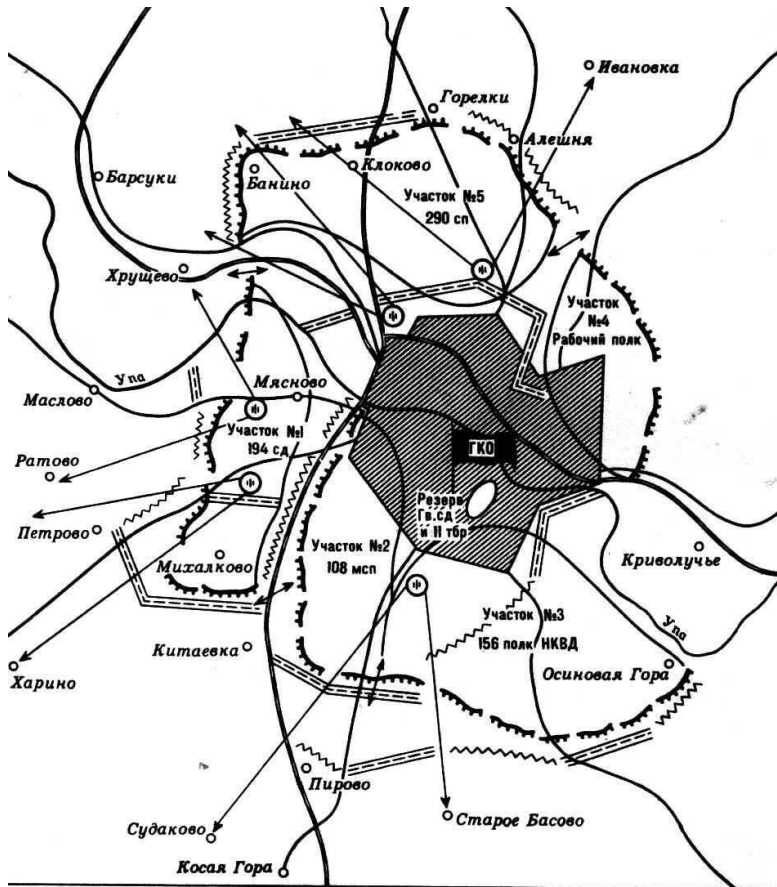 Ивановка
Горелки
Алешня
Барсуки
Банино
Клоково
Участок №5
290 сп
Хрущево
Участок
№4
Рабочий полк
Упа
Маслово
Мясново
Участок №1
194 сд
ГКО
Ратово
Резерв
Гв.сд
и 11 тбр
Петрово
Михалково
Участок №2
108 мсп
Криволучье
Участок №3
156 полк НКВД
Упа
Китаевка
Осиновая Гора
Харино
Пирово
Старое Басово
Судаково
Косая Гора